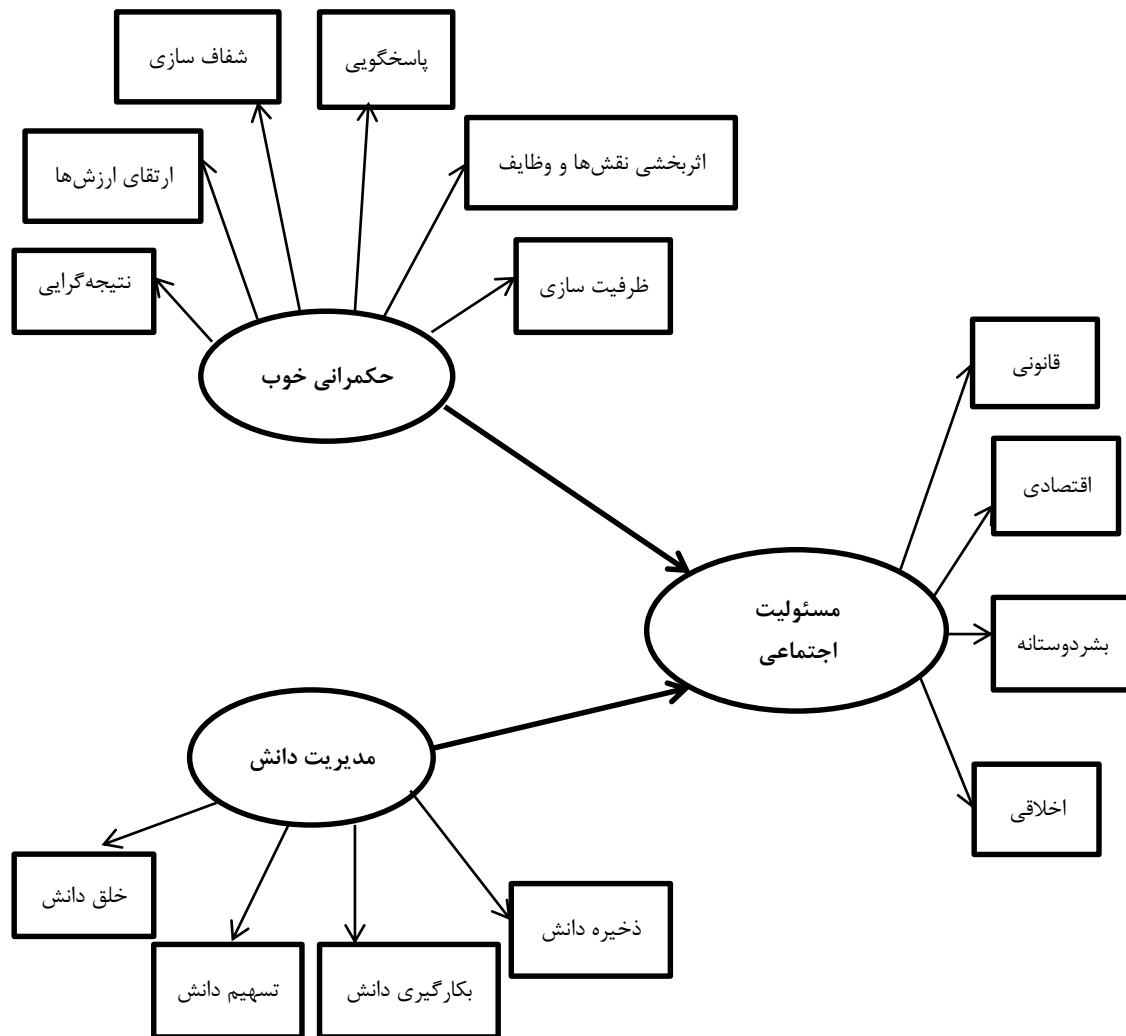 شفاف سازی
پاسخگویی
اثربخشی نقش‌ها و وظایف
ارتقای ارزش‌ها
نتیجه‌گرایی
ظرفیت سازی
حکمرانی خوب
قانونی
اقتصادی
مسئولیت
اجتماعی
بشردوستانه
اخلاقی
مدیریت دانش
خلق دانش
تسهیم دانش
بکارگیری دانش
ذخیره دانش